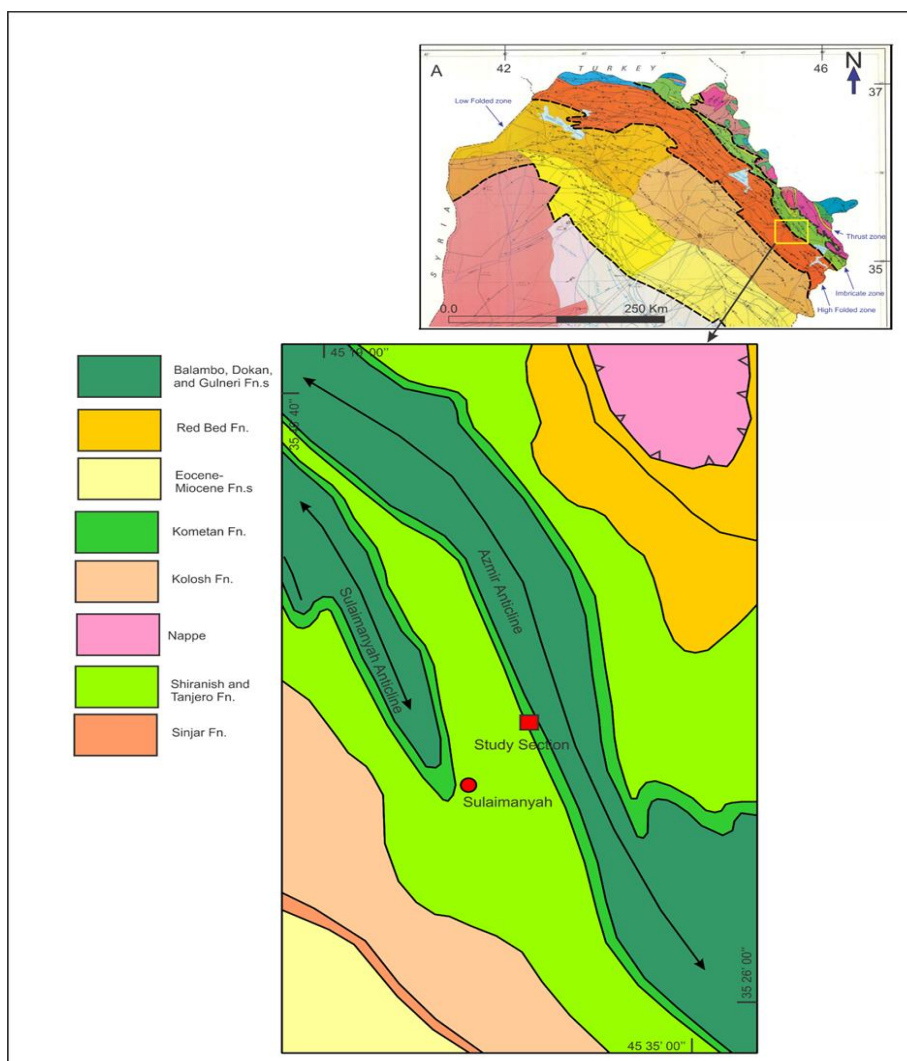 A
42
TURKEY
46
N
37
Low Folded zone
SYRIA
Thrust zone
35
Imbricate zone
High Folded zone
0.0
250 Km
Balambo, Dokan,
and Gulneri Fn.s
Red Bed Fn.
Eocene-
Miocene Fn.s
Kometan Fn.
Kolosh Fn.
Nappe
Shiranish and
Tanjero Fn.
Sinjar Fn.
Azmir Anticline
Sulaimanyah Anticline
Study Section
Sulaimanyah
35 26' 00"
45 35' 00"